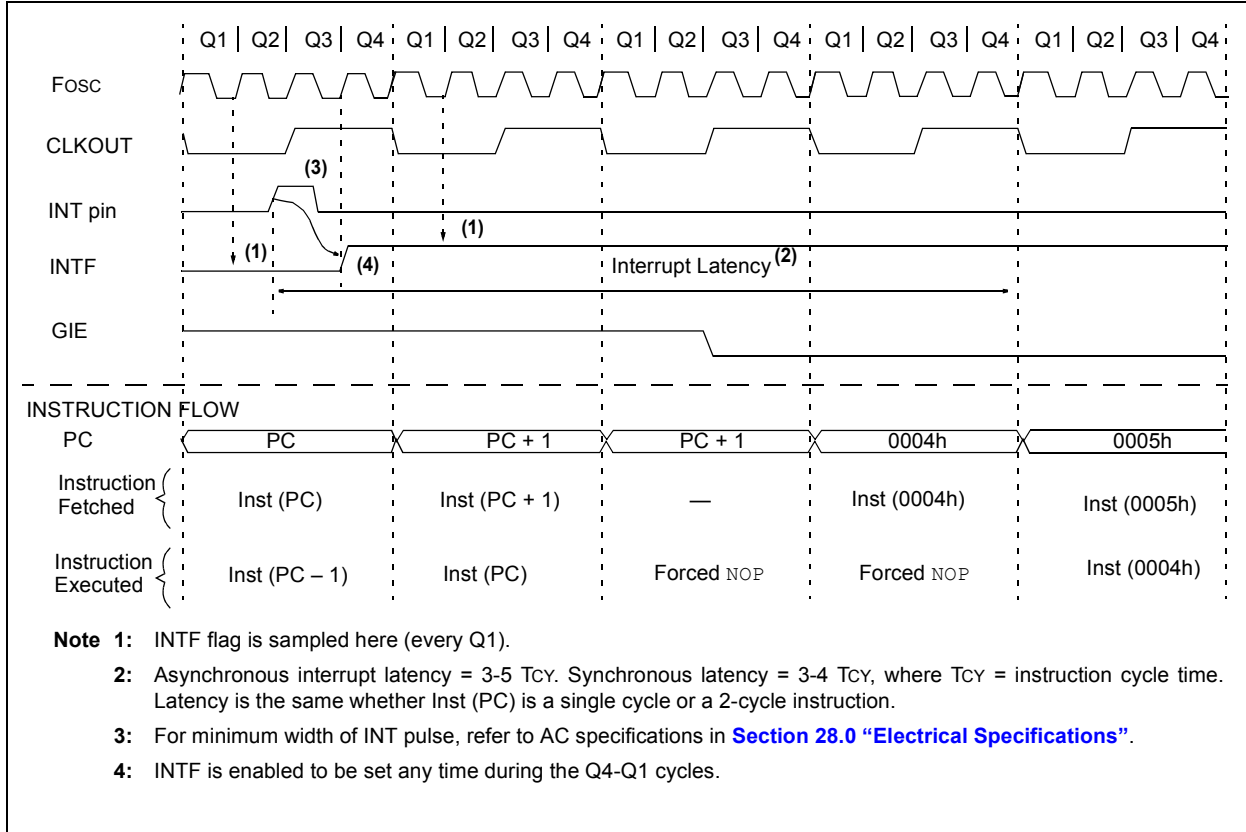 Q1 Q2 Q3 Q4 Q1 Q2 Q3 Q4 Q1 Q2 Q3 Q4 Q1 Q2 Q3 Q4 Q1 Q2 Q3 Q4
FOSC
CLKOUT
(3)
INT pin
(1)
(1)
INTF
(4)
Interrupt Latency(2)
GIE
INSTRUCTION FLOW
PC PC PC + 1 PC + 1 0004h 0005h
Instruction
Fetched
Inst (PC) Inst (PC + 1) — Inst (0004h) Inst (0005h)
Instruction
Executed
Inst (PC – 1) Inst (PC) Forced NOP Forced NOP Inst (0004h)
Note 1: INTF flag is sampled here (every Q1).
2: Asynchronous interrupt latency = 3-5 TCY. Synchronous latency = 3-4 TCY, where TCY = instruction cycle time.
Latency is the same whether Inst (PC) is a single cycle or a 2-cycle instruction.
3: For minimum width of INT pulse, refer to AC specifications in Section 28.0 “Electrical Specifications”.
4: INTF is enabled to be set any time during the Q4-Q1 cycles.